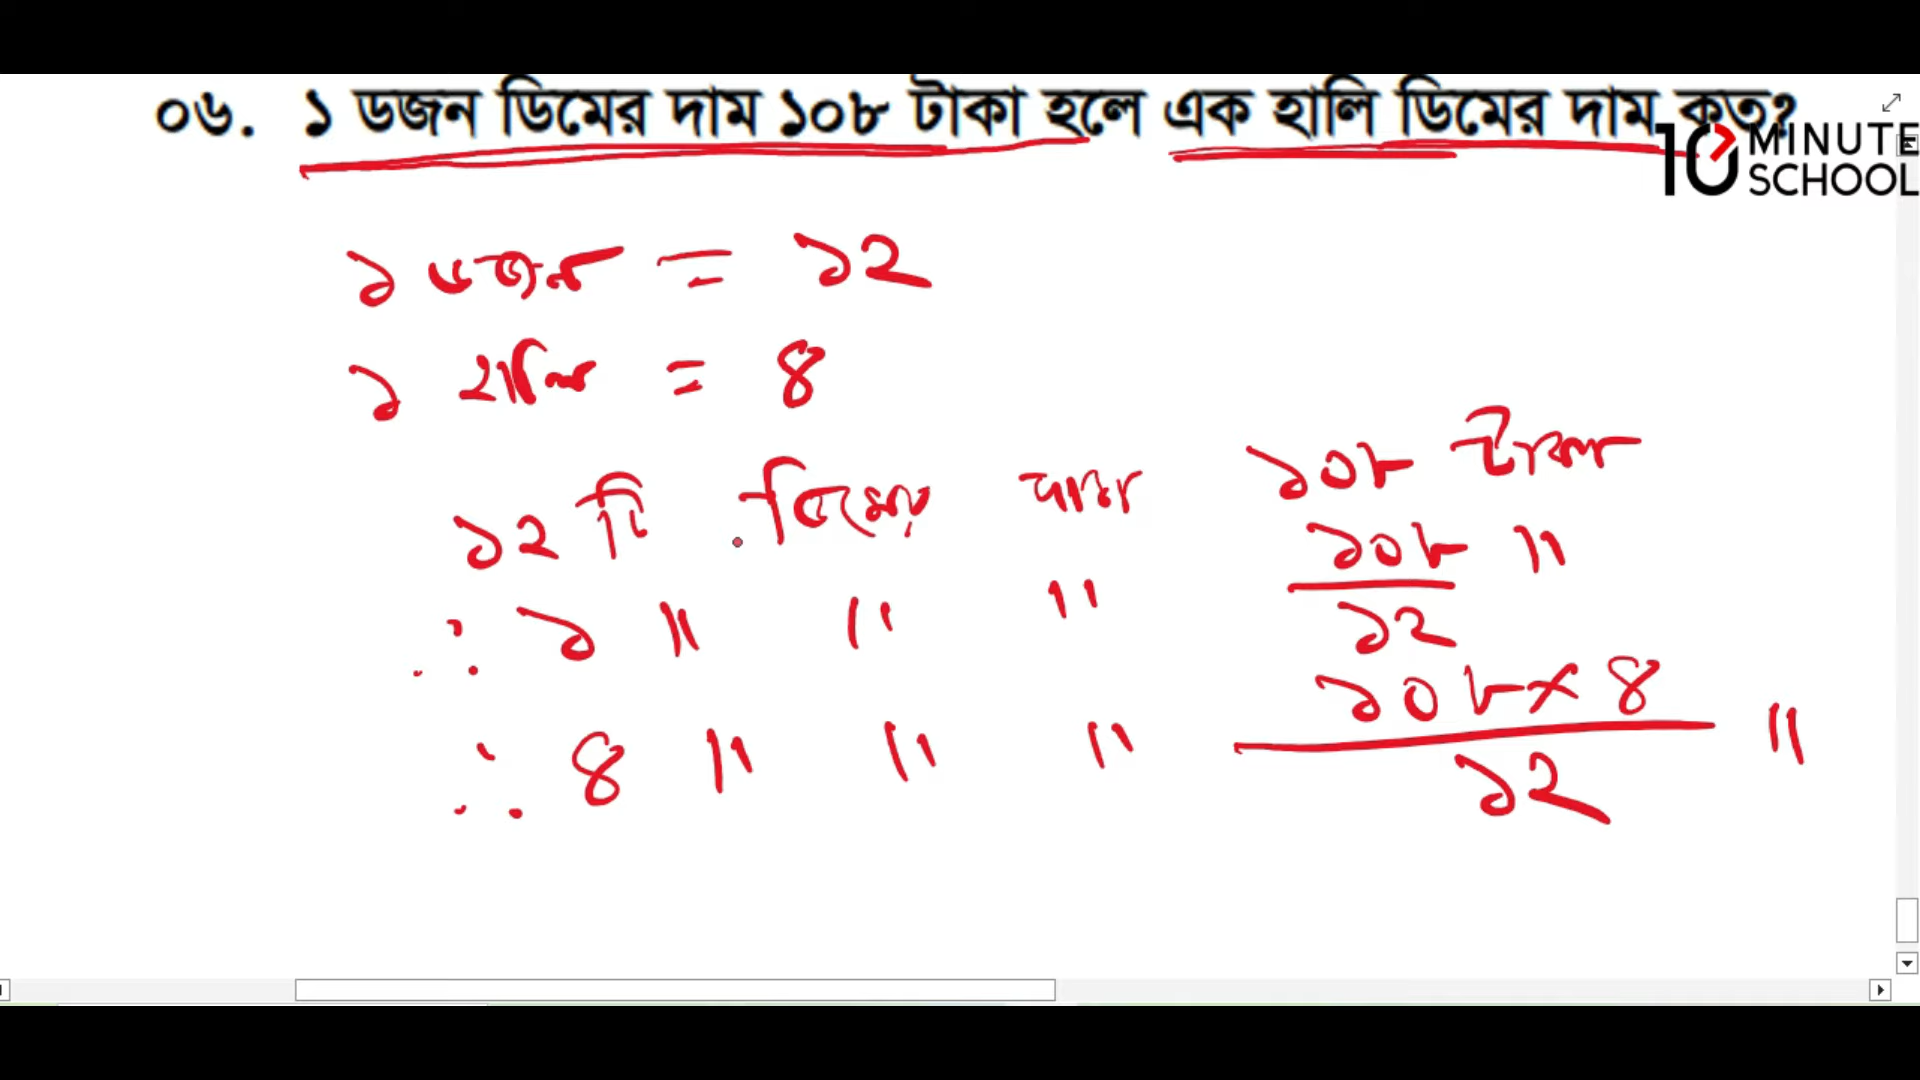 ০৬. ১ ডজন ডিমের দাম ১০৮ টাকা হলে এক হালি ডিমের দাম কত?
10 MINUTE SCHOOL
১ ডজন = ১২
১ হালি = ৪
১২ টি ডিমের দাম ১০৮ টাকা
∴ ১ " " " ১০৮/১২ "
∴ ৪ " " " ১০৮×৪/১২ "